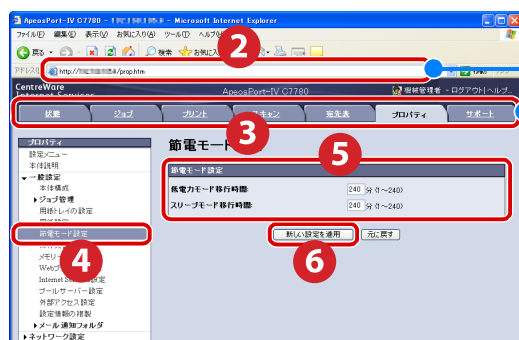 ApeosPort-IV C7780 - Microsoft Internet Explorer
ファイル(F) 編集(E) 表示(V) お気に入り(A) ツール(T) ヘルプ(H)
戻る 検索 お気に入り
2
アドレス(D) http:// /prop.htm 移動
CentreWare
Internet Services
ApeosPort-IV C7780
機械管理者 - ログアウト ヘルプ
状態 ジョブ プリント スキャン 宛先表 プロパティ サポート
3
プロパティ
設定メニュー
本体説明
一般設定
本体構成
ジョブ管理
用紙トレイの設定
節電モード設定
4
メモリー
Internet Services設定
プールサーバー設定
外部アクセス設定
設定情報の複製
メール通知フォルダ
ネットワーク設定
節電モード
5
節電モード設定
低電力モード移行時間: 240 分 (1～240)
スリープモード移行時間: 240 分 (1～240)
新しい設定を適用 元に戻す
6